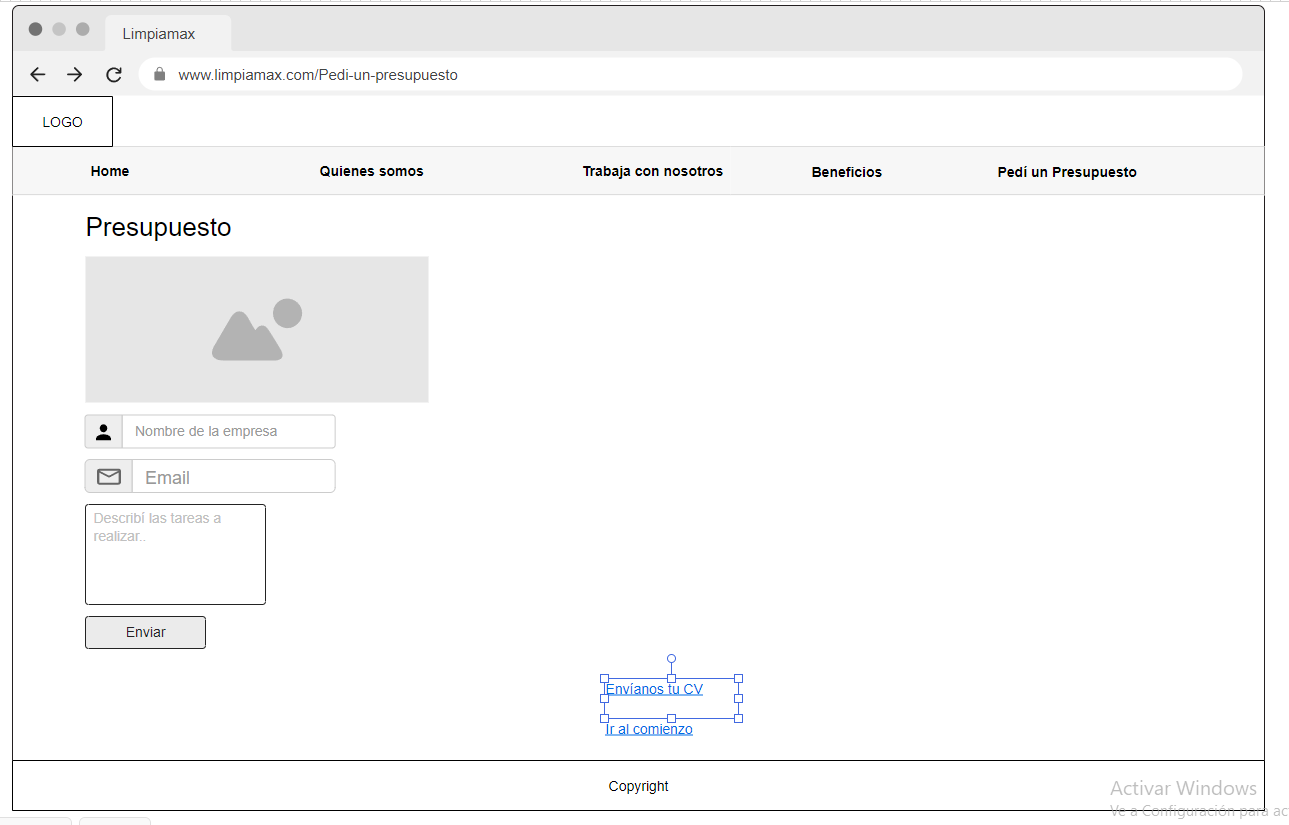 Limpiamax
www.limpiamax.com/Pedi-un-presupuesto
LOGO
Home
Quienes somos
Trabaja con nosotros
Beneficios
Pedí un Presupuesto
Presupuesto
Nombre de la empresa
Email
Describí las tareas a
realizar..
Enviar
Envíanos tu CV
Ir al comienzo
Copyright
Activar Windows
Ve a Configuración para ac